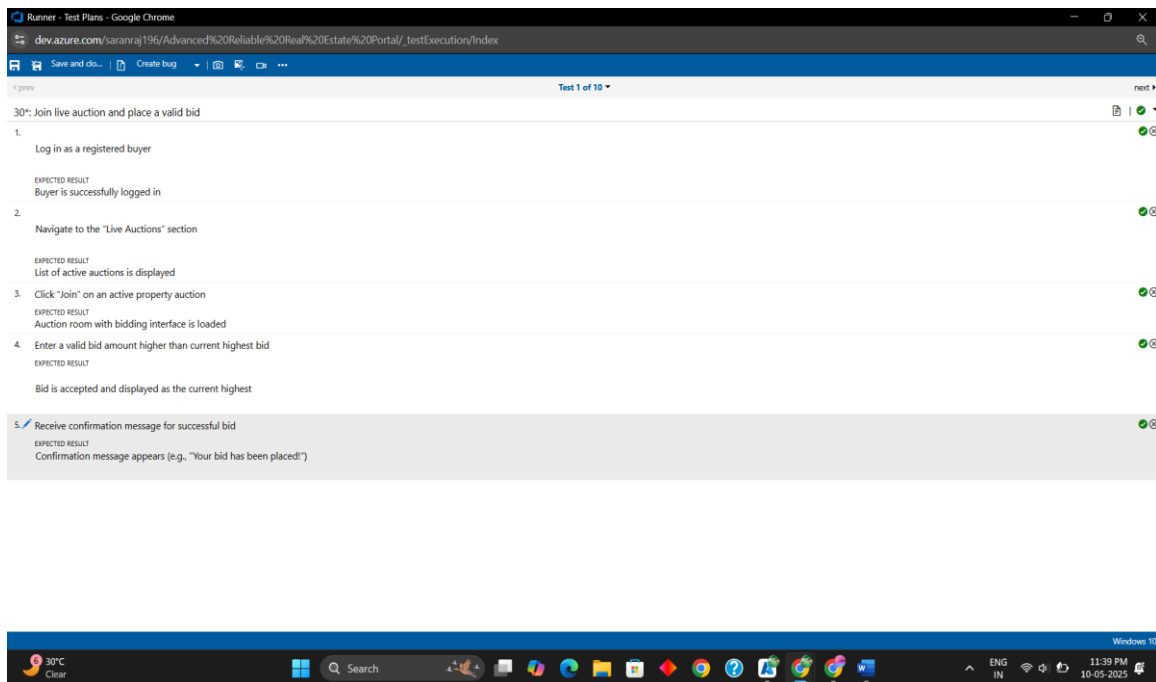 Runner - Test Plans - Google Chrome
dev.azure.com/saranraj196/Advanced%20Reliable%20Real%20Estate%20Portal/_testExecution/Index
Save and clo... Create bug
prev Test 1 of 10 next
30*: Join live auction and place a valid bid
1.
Log in as a registered buyer
EXPECTED RESULT
Buyer is successfully logged in
2.
Navigate to the "Live Auctions" section
EXPECTED RESULT
List of active auctions is displayed
3. Click "Join" on an active property auction
EXPECTED RESULT
Auction room with bidding interface is loaded
4. Enter a valid bid amount higher than current highest bid
EXPECTED RESULT
Bid is accepted and displayed as the current highest
5. Receive confirmation message for successful bid
EXPECTED RESULT
Confirmation message appears (e.g., "Your bid has been placed!")
Windows 10
6 30°C Search ENG 11:39 PM
Clear IN 10-05-2025